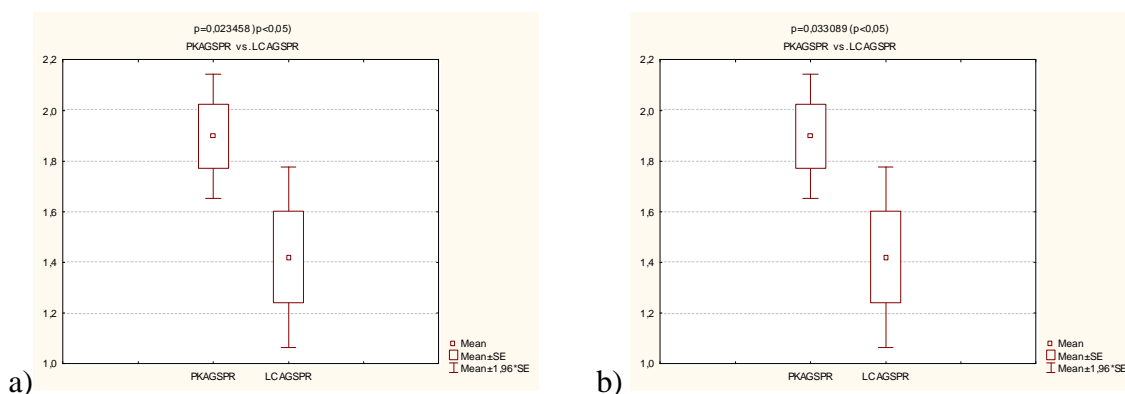 p=0,023458 )p<0,05)
PKAGSPR vs. LCAGSPR
2,2
2,0
1,8
1,6
1,4
1,2
1,0
PKAGSPR LCAGSPR
Mean
Mean±SE
Mean±1,96*SE
a)
p=0,033089 (p<0,05)
PKAGSPR vs. LCAGSPR
2,2
2,0
1,8
1,6
1,4
1,2
1,0
PKAGSPR LCAGSPR
Mean
Mean±SE
Mean±1,96*SE
b)